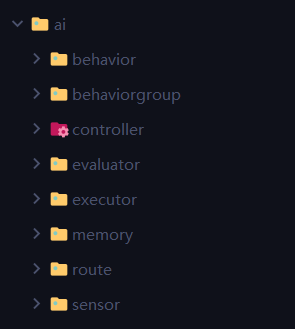 ai
behavior
behaviorgroup
controller
evaluator
executor
memory
route
sensor